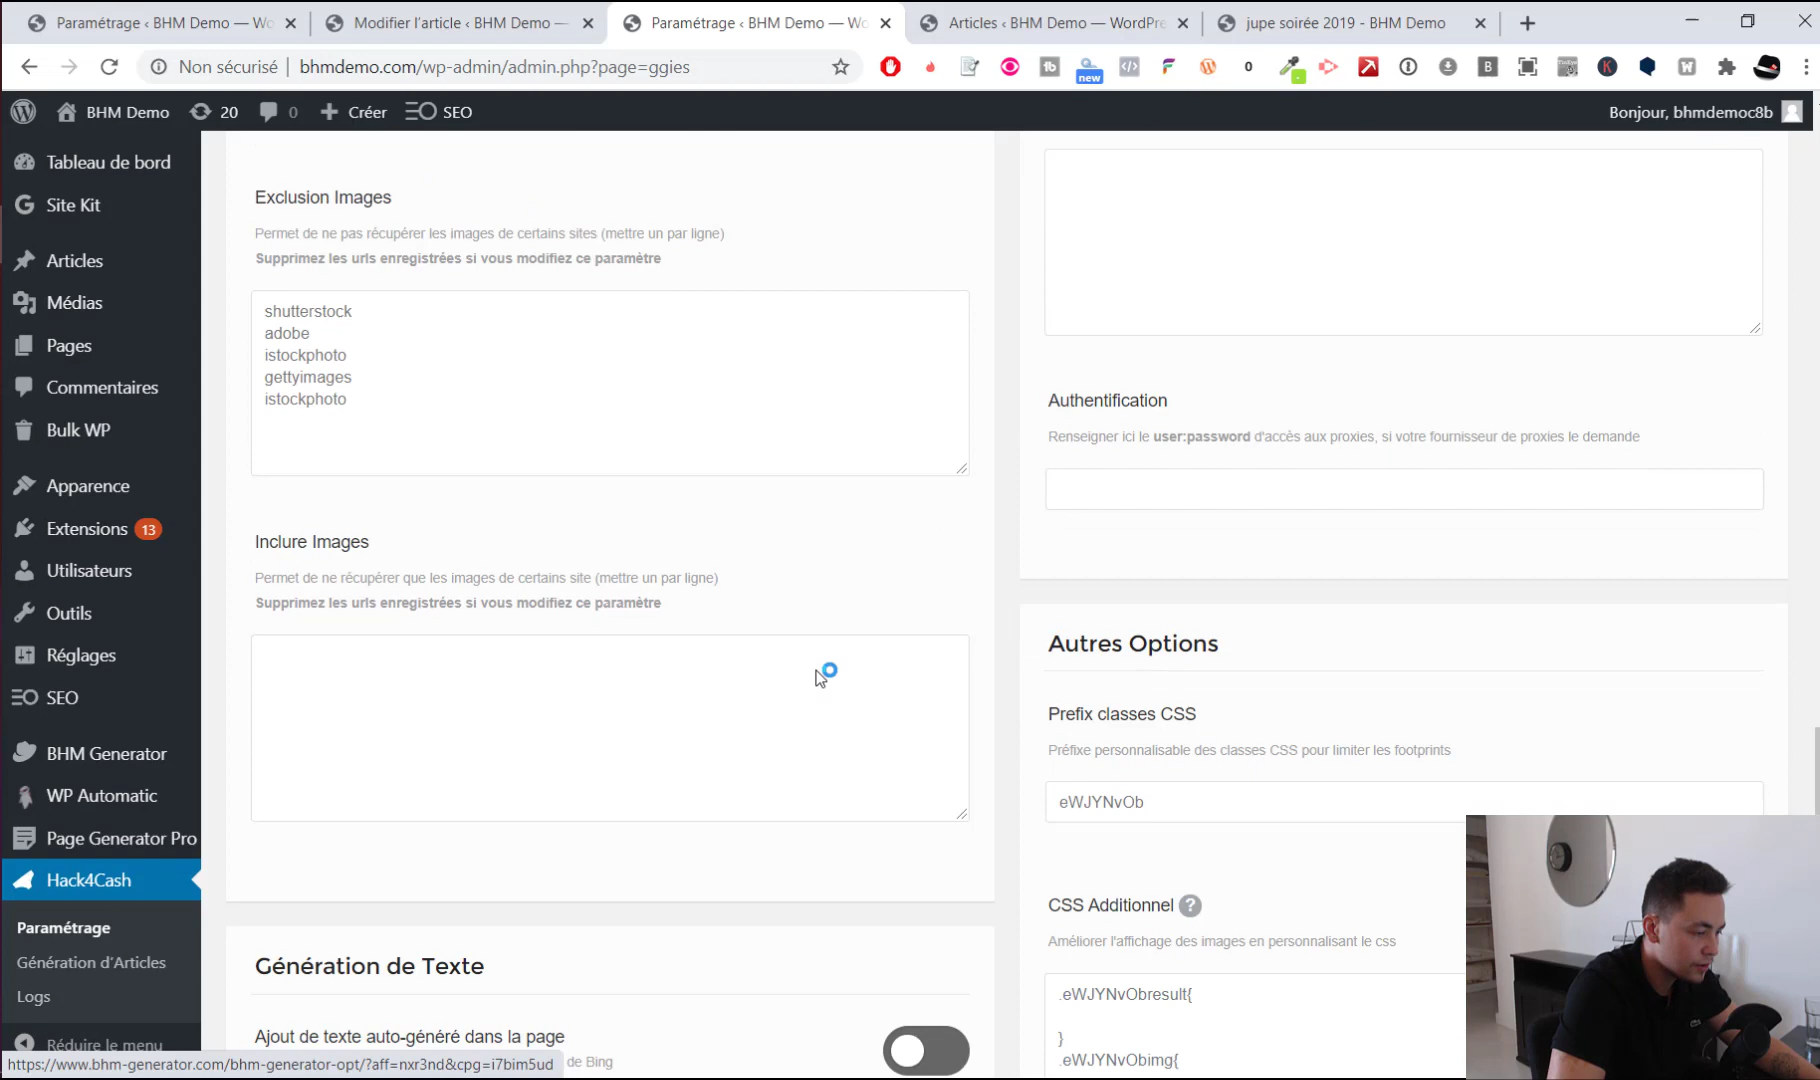 Paramétrage ‹ BHM Demo — Wo
Modifier l'article ‹ BHM Demo —
Paramétrage ‹ BHM Demo — Wo
Articles ‹ BHM Demo — WordPre
jupe soirée 2019 - BHM Demo
Non sécurisé
bhmdemo.com/wp-admin/admin.php?page=ggies
new
0
BHM Demo
20
0
Créer
SEO
Bonjour, bhmdemoc8b
Tableau de bord
Site Kit
Articles
Médias
Pages
Commentaires
Bulk WP
Apparence
Extensions 13
Utilisateurs
Outils
Réglages
SEO
BHM Generator
WP Automatic
Page Generator Pro
Hack4Cash
Paramétrage
Génération d'Articles
Logs
Réduire le menu
https://www.bhm-generator.com/bhm-generator-opt/?aff=nxr3nd&cpg=i7bim5ud
Exclusion Images
Permet de ne pas récupérer les images de certains sites (mettre un par ligne)
Supprimez les urls enregistrées si vous modifiez ce paramètre
shutterstock
adobe
istockphoto
gettyimages
istockphoto
Inclure Images
Permet de ne récupérer que les images de certains site (mettre un par ligne)
Supprimez les urls enregistrées si vous modifiez ce paramètre
Génération de Texte
Ajout de texte auto-généré dans la page
de Bing
Authentification
Renseigner ici le user:password d'accès aux proxies, si votre fournisseur de proxies le demande
Autres Options
Prefix classes CSS
Préfixe personnalisable des classes CSS pour limiter les footprints
eWJYNvOb
CSS Additionnel ?
Améliorer l'affichage des images en personnalisant le css
.eWJYNvObresult{
}
.eWJYNvObimg{